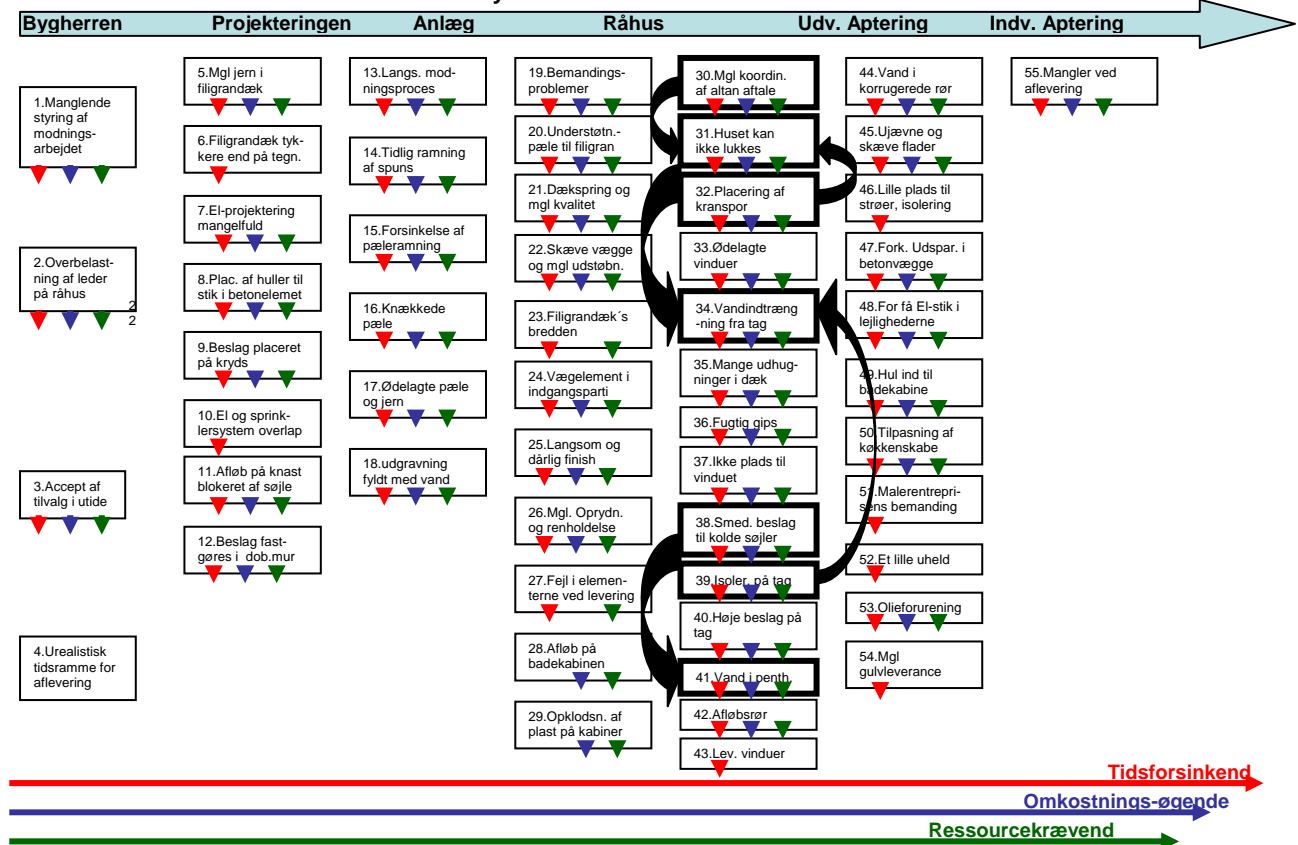 Bygherren
Projekteringen
Anlæg
Råhus
Udv. Aptering
Indv. Aptering
1.Manglende
styring af
modnings-
arbejdet
2.Overbelast-
ning af leder
på råhus
2
2
3.Accept af
tilvalg i utide
4.Urealistisk
tidsramme for
aflevering
5.Mgl jern i
filigrandæk
6.Filigrandæk tyk-
kere end på tegn.
7.El-projektering
mangelfuld
8.Plac. af huller til
stik i betonelemet
9.Beslag placeret
på kryds
10.El og sprink-
lersystem overlap
11.Afløb på knast
blokeret af søjle
12.Beslag fast-
gøres i dob.mur
13.Langs. mod-
ningsproces
14.Tidlig ramning
af spuns
15.Forsinkelse af
pæleramning
16.Knækkede
pæle
17.Ødelagte pæle
og jern
18.udgravning
fyldt med vand
19.Bemandings-
problemer
20.Understøtn.-
pæle til filigran
21.Dækspring og
mgl kvalitet
22.Skæve vægge
og mgl udstøbn.
23.Filigrandæk´s
bredden
24.Vægelement i
indgangsparti
25.Langsom og
dårlig finish
26.Mgl. Oprydn.
og renholdelse
27.Fejl i elemen-
terne ved levering
28.Afløb på
badekabinen
29.Opklodsn. af
plast på kabiner
30.Mgl koordin.
af altan aftale
31.Huset kan
ikke lukkes
32.Placering af
kranspor
33.Ødelagte
vinduer
34.Vandindtræng
-ning fra tag
35.Mange udhug-
ninger i dæk
36.Fugtig gips
37.Ikke plads til
vinduet
38.Smed. beslag
til kolde søjler
39.Isoler. på tag
40.Høje beslag på
tag
41.Vand i penth.
42.Afløbsrør
43.Lev. vinduer
44.Vand i
korrugerede rør
45.Ujævne og
skæve flader
46.Lille plads til
strøer, isolering
47.Fork. Udspar. i
betonvægge
48.For få El-stik i
lejlighederne
49.Hul ind til
badekabine
50.Tilpasning af
køkkenskabe
51.Malerentrepri-
sens bemanding
52.Et lille uheld
53.Olieforurening
54.Mgl
gulvleverance
55.Mangler ved
aflevering
Tidsforsinkend
Omkostnings-øgende
Ressourcekrævend